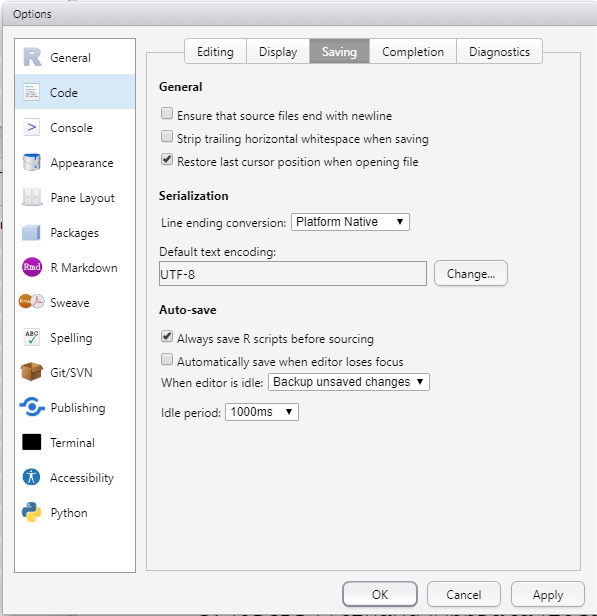 Options
General
Code
Console
Appearance
Pane Layout
Packages
Rmd R Markdown
Sweave
ABC Spelling
Git/SVN
Publishing
Terminal
Accessibility
Python
Editing Display Saving Completion Diagnostics
General
Ensure that source files end with newline
Strip trailing horizontal whitespace when saving
Restore last cursor position when opening file
Serialization
Line ending conversion: Platform Native
Default text encoding:
UTF-8 Change...
Auto-save
Always save R scripts before sourcing
Automatically save when editor loses focus
When editor is idle: Backup unsaved changes
Idle period: 1000ms
OK Cancel Apply